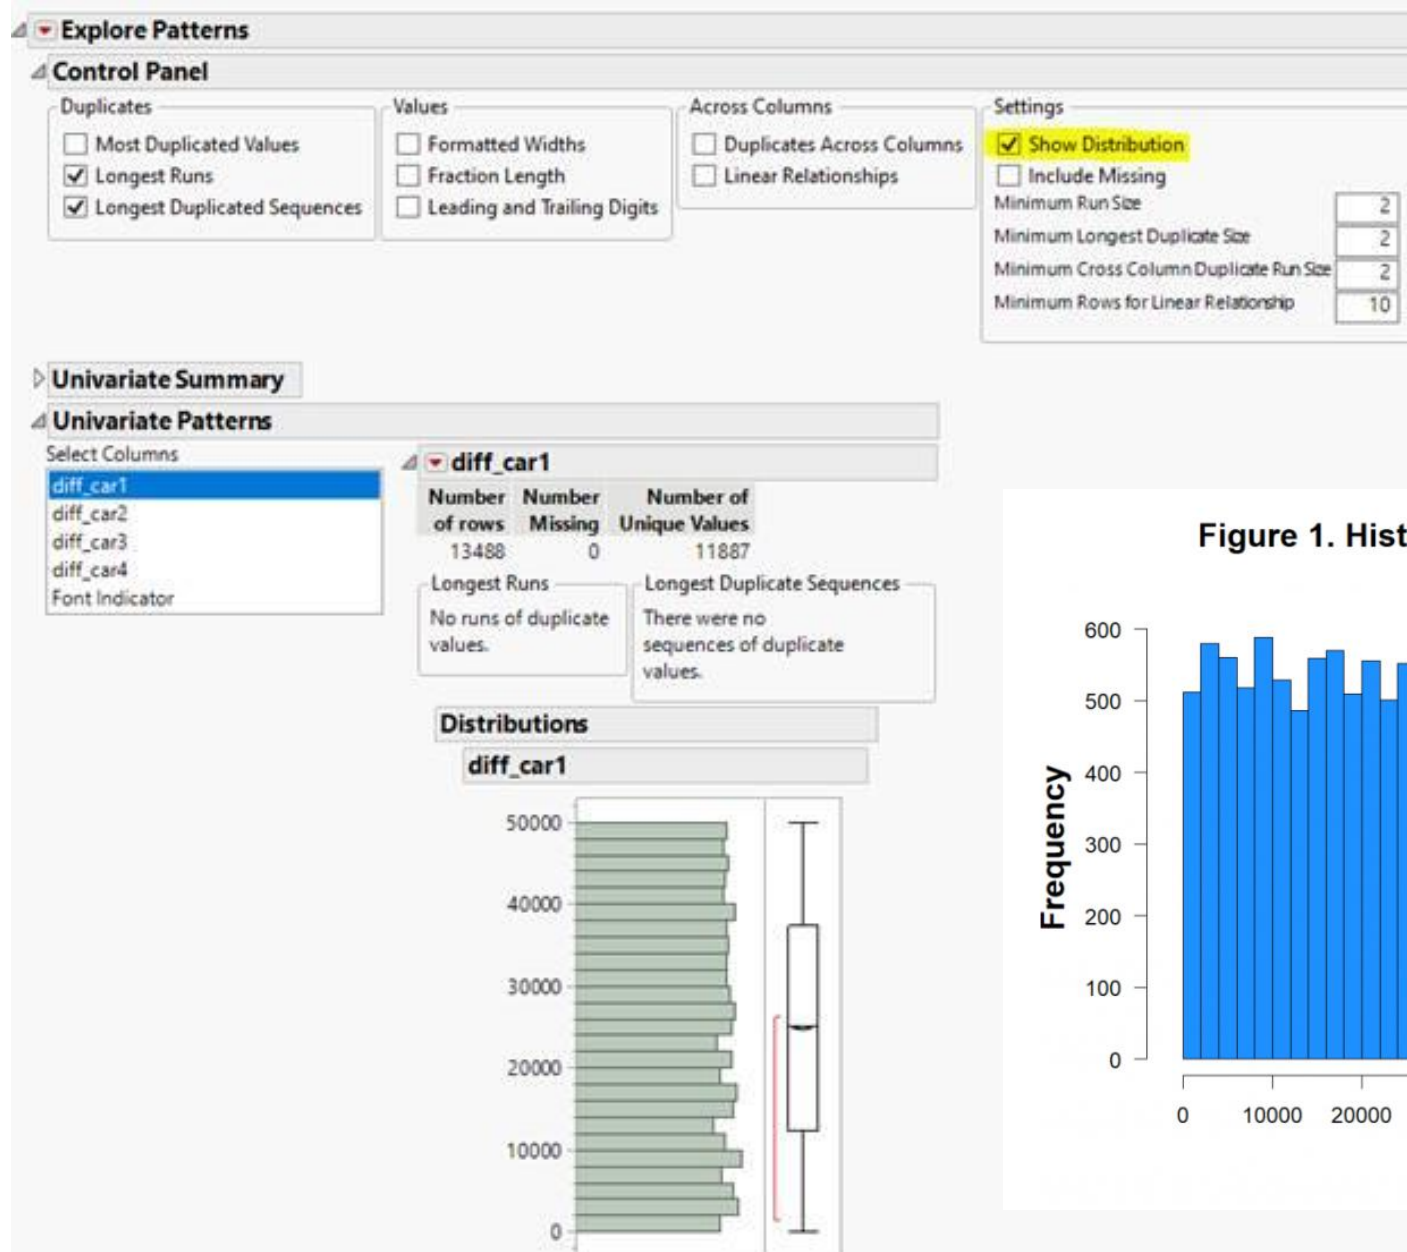 Explore Patterns
Control Panel
Duplicates
Most Duplicated Values
Longest Runs
Longest Duplicated Sequences
Values
Formatted Widths
Fraction Length
Leading and Trailing Digits
Across Columns
Duplicates Across Columns
Linear Relationships
Settings
Show Distribution
Include Missing
Minimum Run Size 2
Minimum Longest Duplicate Size 2
Minimum Cross Column Duplicate Run Size 2
Minimum Rows for Linear Relationship 10
Univariate Summary
Univariate Patterns
Select Columns
diff_car1
diff_car2
diff_car3
diff_car4
Font Indicator
diff_car1
Number Number Number of
of rows Missing Unique Values
13488 0 11887
Longest Runs
No runs of duplicate
values.
Longest Duplicate Sequences
There were no
sequences of duplicate
values.
Distributions
diff_car1
50000
40000
30000
20000
10000
0
Figure 1. Hist
Frequency
600
500
400
300
200
100
0
0 10000 20000